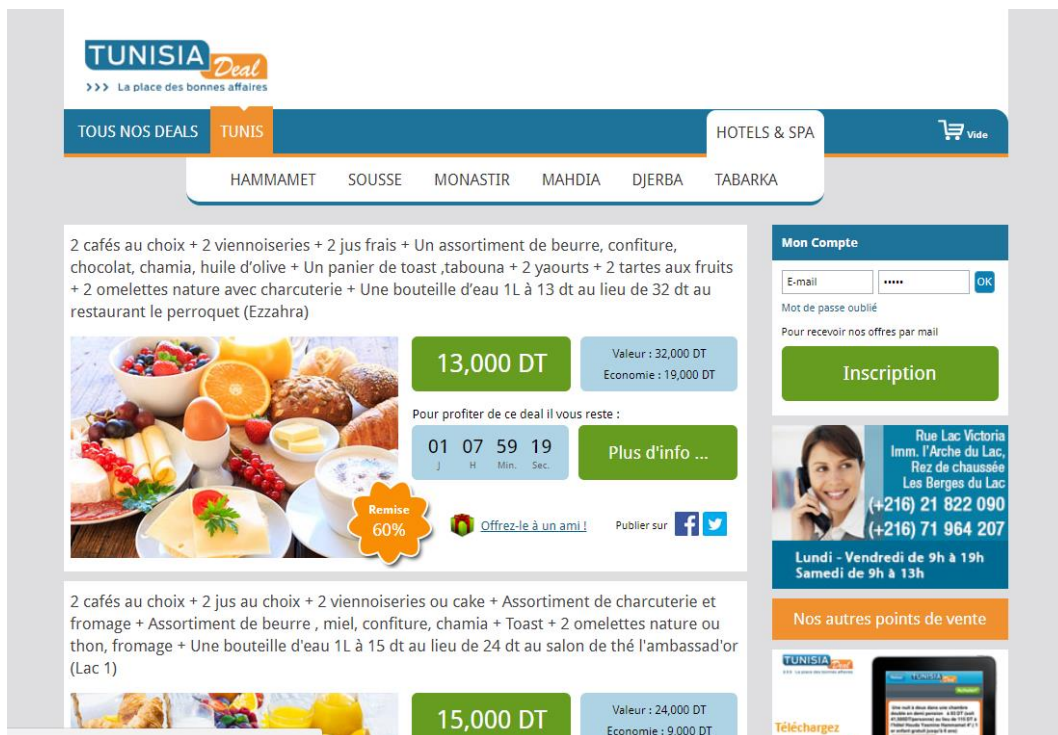 TUNISIA Deal
>>> La place des bonnes affaires
TOUS NOS DEALS TUNIS HOTELS & SPA Vide
HAMMAMET SOUSSE MONASTIR MAHDIA DJERBA TABARKA
2 cafés au choix + 2 viennoiseries + 2 jus frais + Un assortiment de beurre, confiture,
chocolat, chamia, huile d'olive + Un panier de toast ,tabouna + 2 yaourts + 2 tartes aux fruits
+ 2 omelettes nature avec charcuterie + Une bouteille d'eau 1L à 13 dt au lieu de 32 dt au
restaurant le perroquet (Ezzahra)
13,000 DT
Valeur : 32,000 DT
Economie : 19,000 DT
Pour profiter de ce deal il vous reste :
01 07 59 19
J H Min. Sec.
Plus d'info ...
Remise
60%
Offrez-le à un ami !
Publier sur
2 cafés au choix + 2 jus au choix + 2 viennoiseries ou cake + Assortiment de charcuterie et
fromage + Assortiment de beurre , miel, confiture, chamia + Toast + 2 omelettes nature ou
thon, fromage + Une bouteille d'eau 1L à 15 dt au lieu de 24 dt au salon de thé l'ambassad'or
(Lac 1)
15,000 DT
Valeur : 24,000 DT
Economie : 9,000 DT
Mon Compte
E-mail ••••• OK
Mot de passe oublié
Pour recevoir nos offres par mail
Inscription
Rue Lac Victoria
Imm. l'Arche du Lac,
Rez de chaussée
Les Berges du Lac
(+216) 21 822 090
(+216) 71 964 207
Lundi - Vendredi de 9h à 19h
Samedi de 9h à 13h
Nos autres points de vente
TUNISIA Deal
Téléchargez